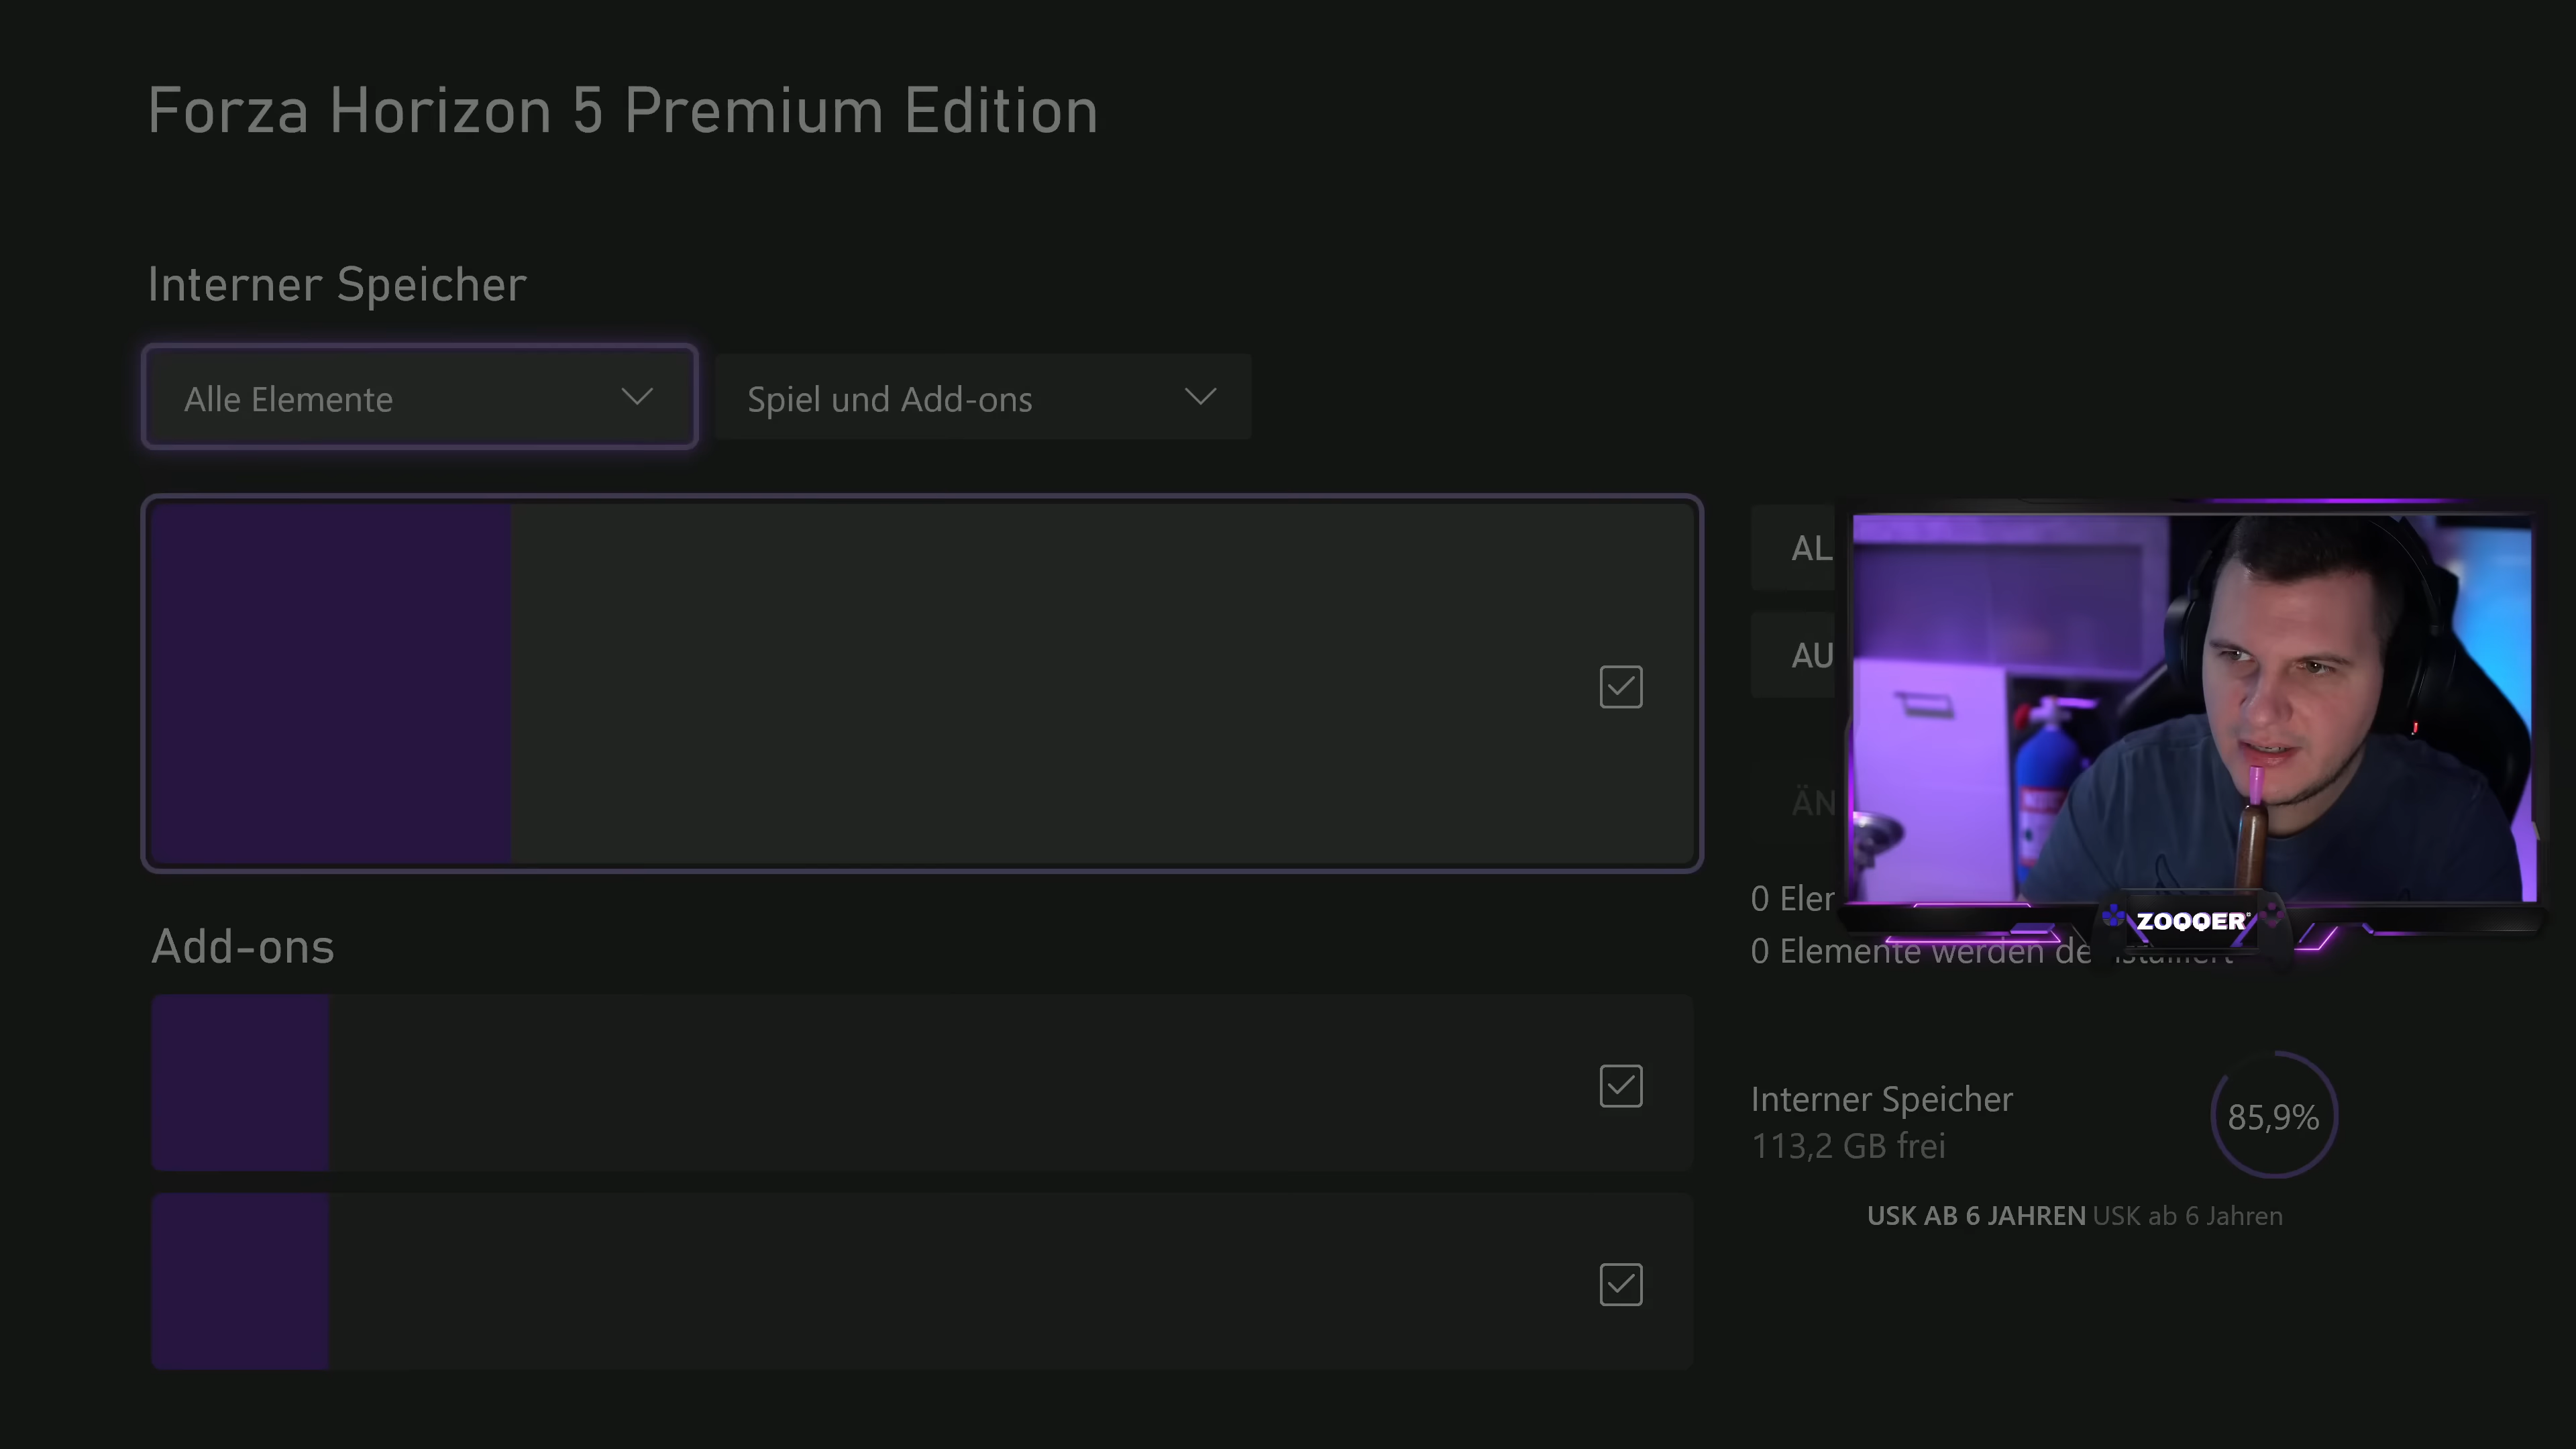 Forza Horizon 5 Premium Edition
Interner Speicher
Alle Elemente
Spiel und Add-ons
AL
AU
ÄN
0 Eler
ZOQQER
0 Elemente werden de
Add-ons
Interner Speicher
113,2 GB frei
85,9%
USK AB 6 JAHREN USK ab 6 Jahren